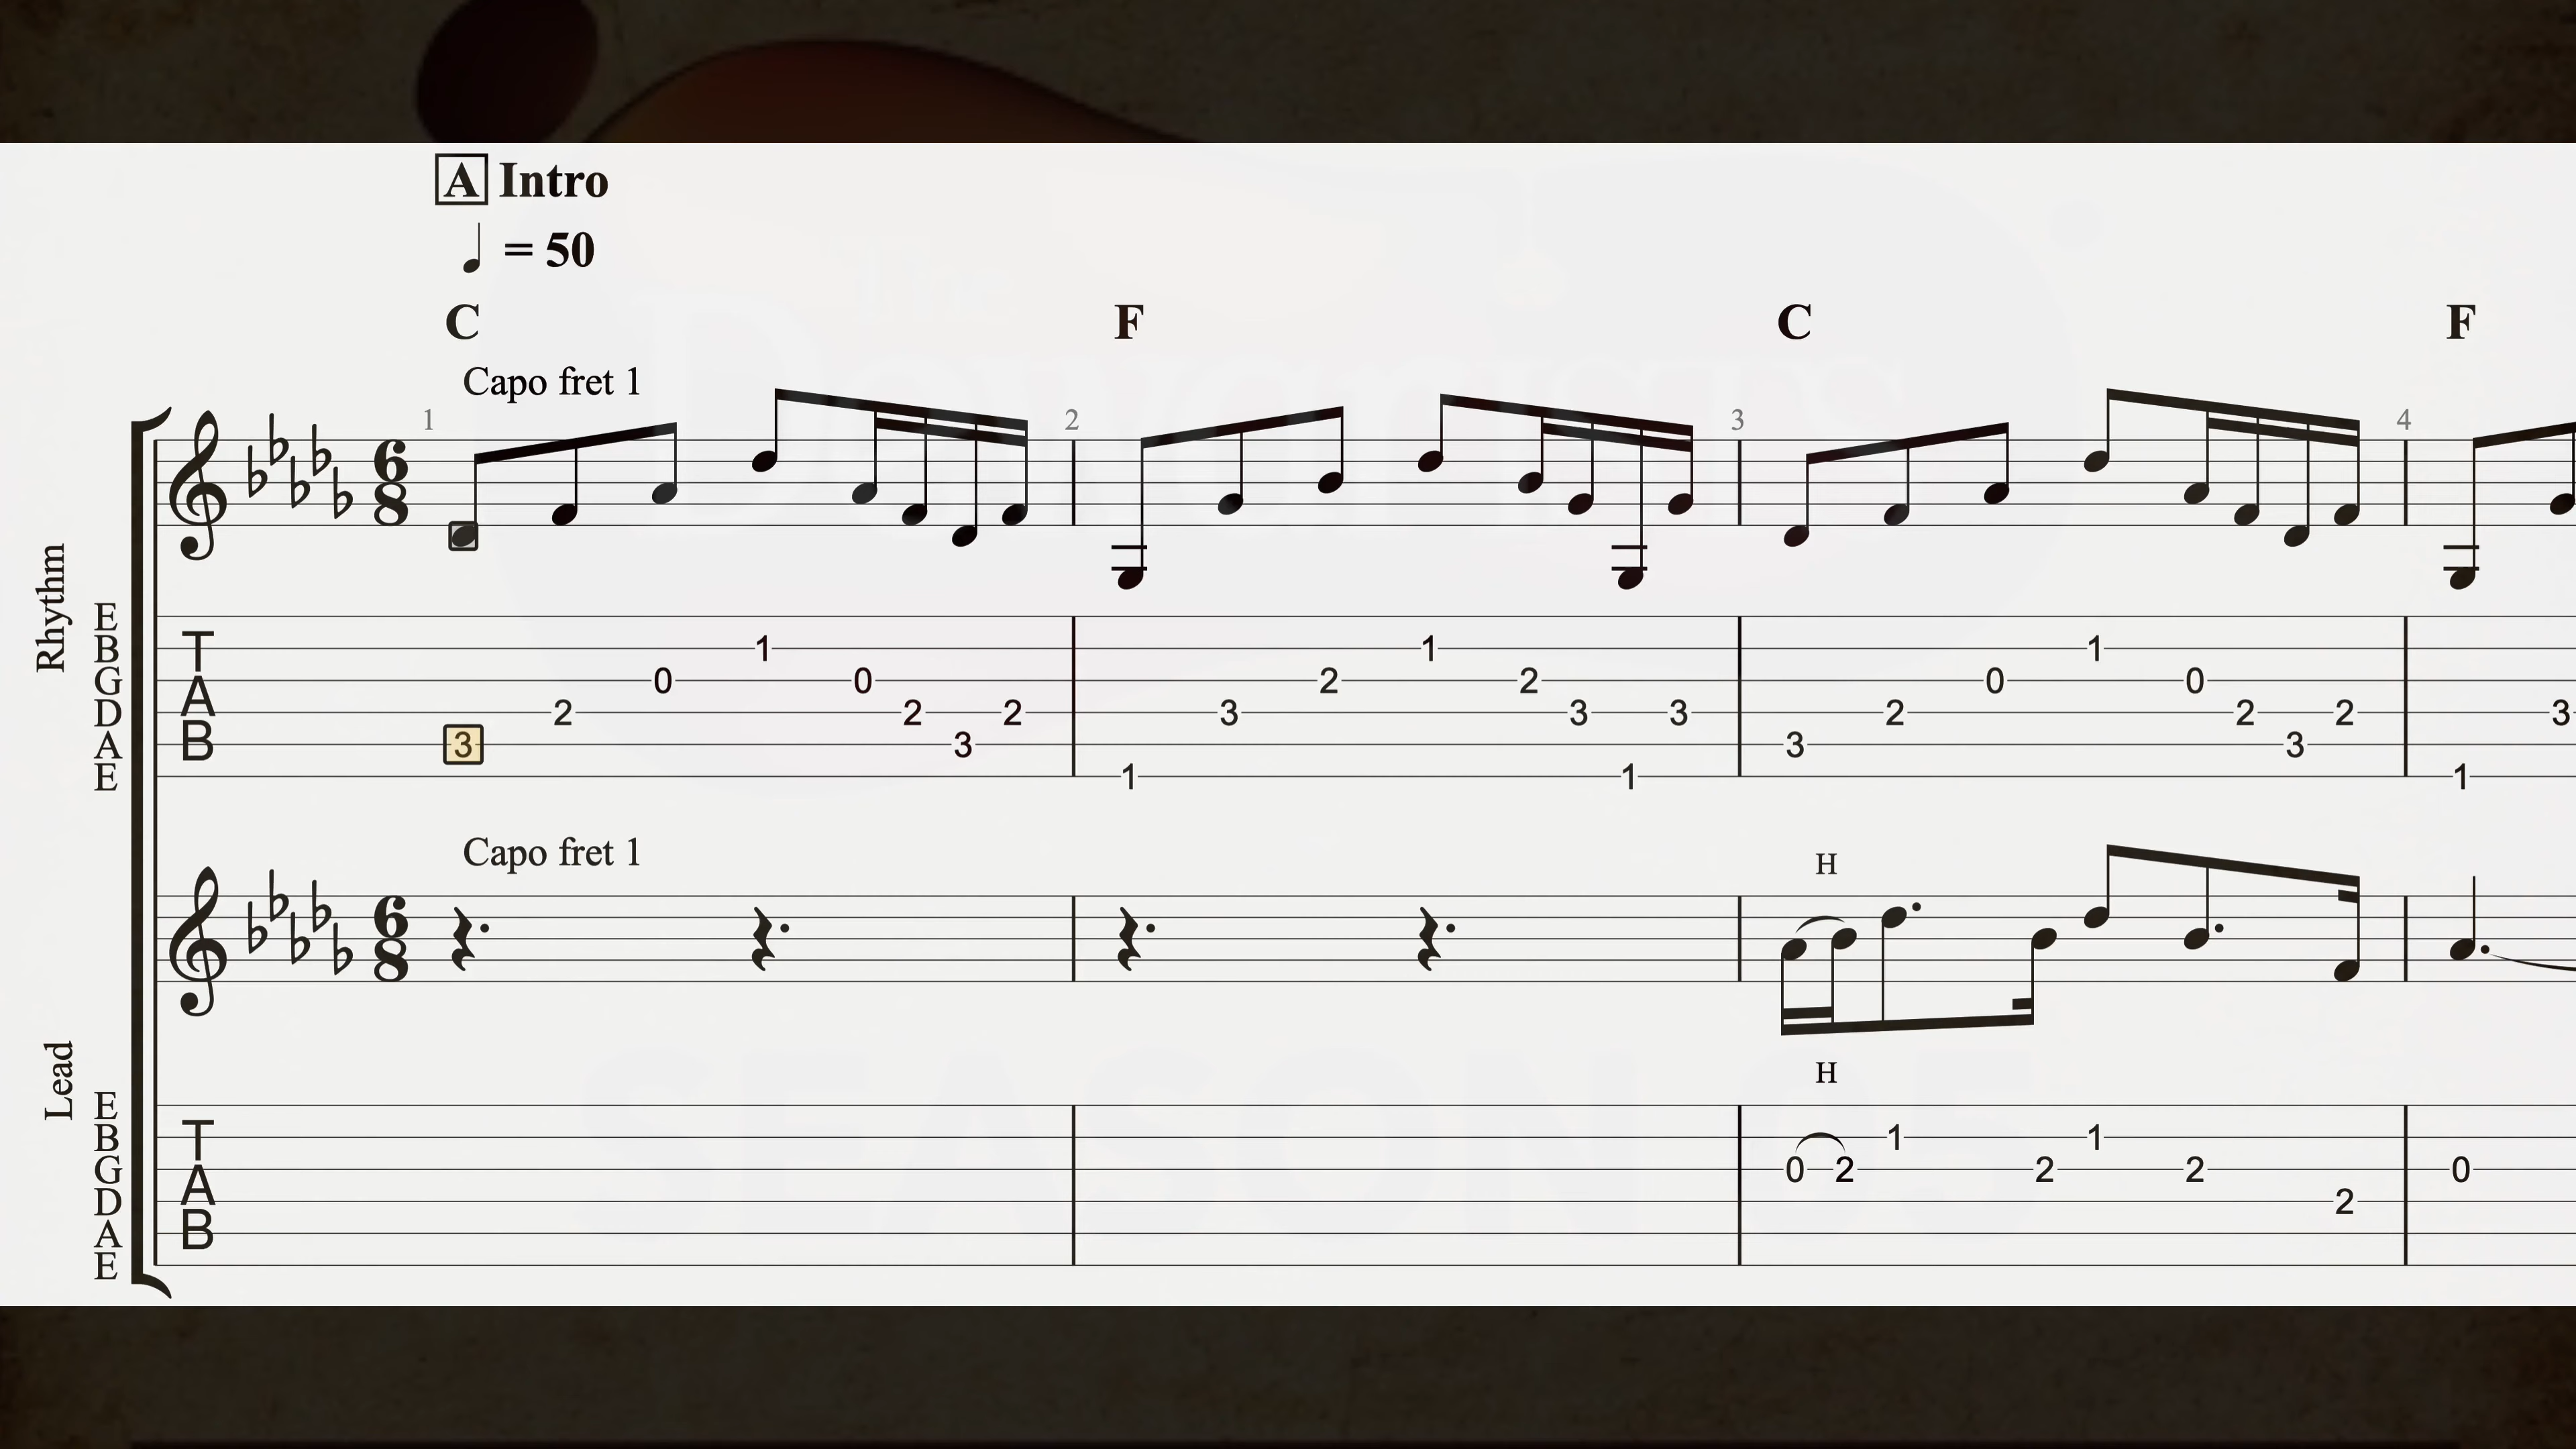 A Intro
= 50
C F C F
Capo fret 1
1 2 3 4
6
8
Rhythm
E
B
G
D
A
E
T
A
B
1 1 1
0 0 2 2 0 0
2 2 2 3 3 3 2 2 2 3
3 3 3 3
1 1 1
Capo fret 1
H
6
8
Lead
H
E
B
G
D
A
E
T
A
B
1 1
0 2 2 2 0
2